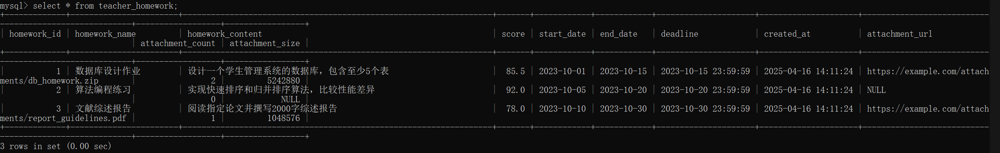 mysql> select * from teacher_homework;
+-------------+-----------------------+------------------------------------------------------------------+-------+------------+------------+---------------------+---------------------+--------------------------
----------------------------+------------------+-----------------+
| homework_id | homework_name         | homework_content                                                 | score | start_date | end_date   | deadline            | created_at          | attachment_url
                            | attachment_count | attachment_size |
+-------------+-----------------------+------------------------------------------------------------------+-------+------------+------------+---------------------+---------------------+--------------------------
----------------------------+------------------+-----------------+
|           1 | 数据库设计作业        | 设计一个学生管理系统的数据库，包含至少5个表                      |  85.5 | 2023-10-01 | 2023-10-15 | 2023-10-15 23:59:59 | 2025-04-16 14:11:24 | https://example.com/attach
ments/db_homework.zip       |                2 |         5242880 |
|           2 | 算法编程练习          | 实现快速排序和归并排序算法，比较性能差异                         |  92.0 | 2023-10-05 | 2023-10-20 | 2023-10-20 23:59:59 | 2025-04-16 14:11:24 | NULL
                            |                0 |            NULL |
|           3 | 文献综述报告          | 阅读指定论文并撰写2000字综述报告                                 |  78.0 | 2023-10-10 | 2023-10-30 | 2023-10-30 23:59:59 | 2025-04-16 14:11:24 | https://example.com/attach
ments/report_guidelines.pdf |                1 |         1048576 |
+-------------+-----------------------+------------------------------------------------------------------+-------+------------+------------+---------------------+---------------------+--------------------------
----------------------------+------------------+-----------------+
3 rows in set (0.00 sec)